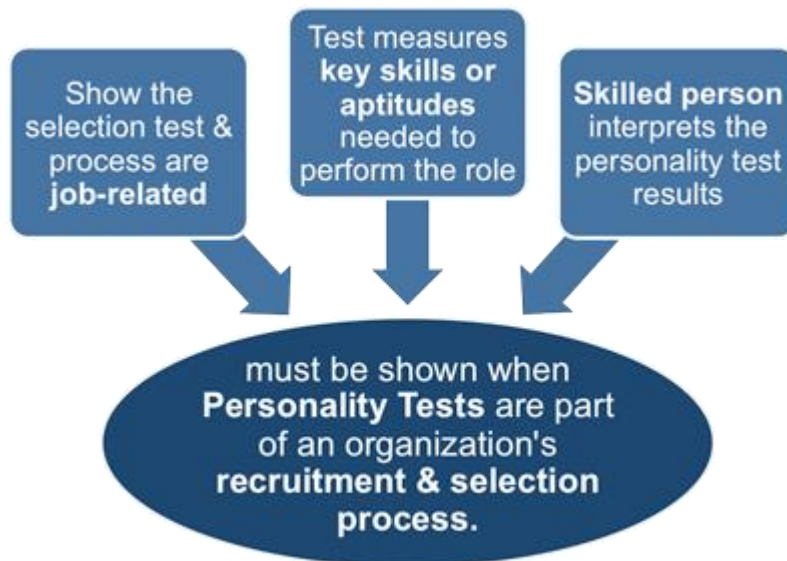 Show the
selection test &
process are
job-related
Test measures
key skills or
aptitudes
needed to
perform the role
Skilled person
interprets the
personality test
results
must be shown when
Personality Tests are part
of an organization's
recruitment & selection
process.